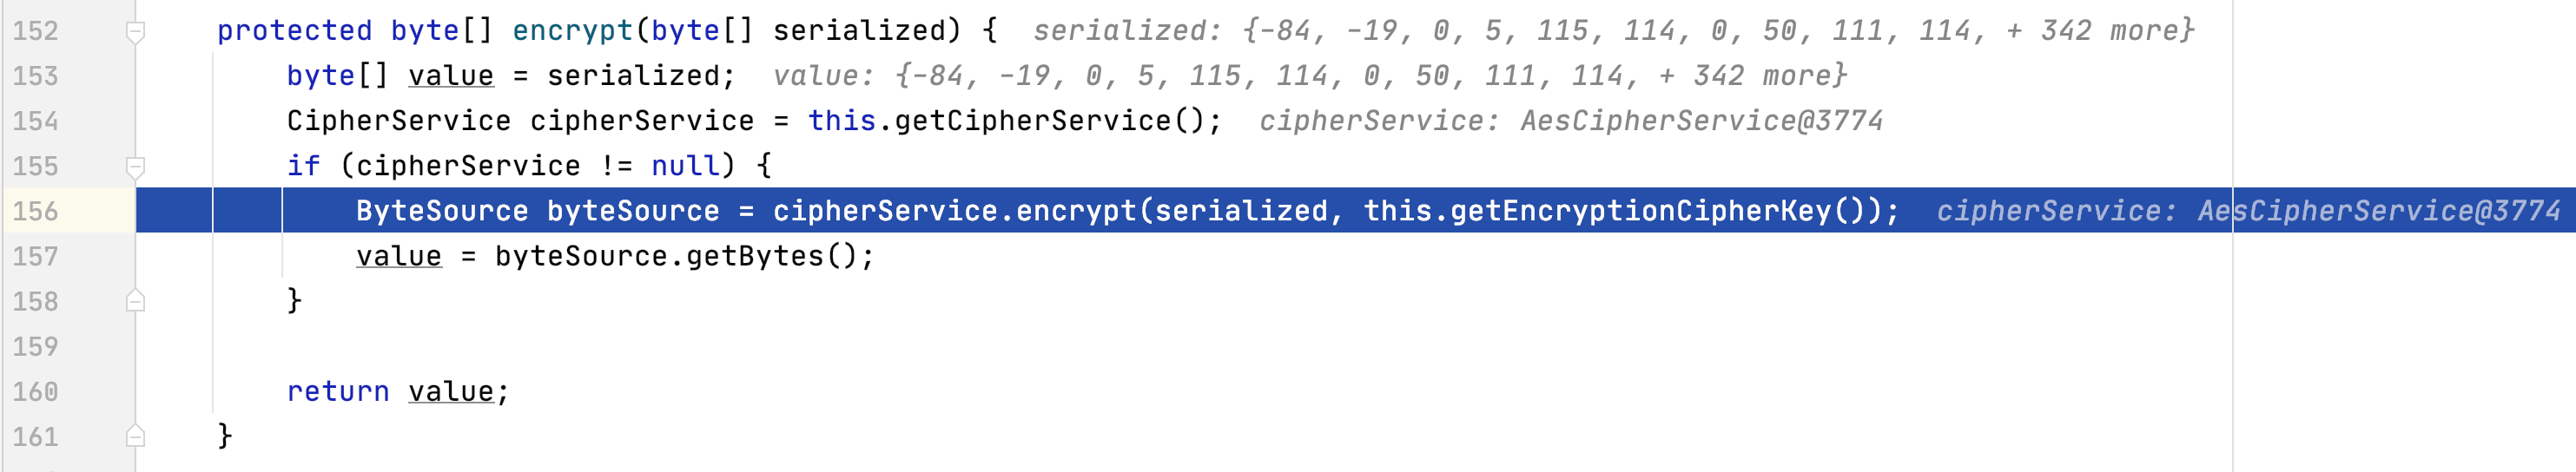 152 protected byte[] encrypt(byte[] serialized) { serialized: {-84, -19, 0, 5, 115, 114, 0, 50, 111, 114, + 342 more}
153 byte[] value = serialized; value: {-84, -19, 0, 5, 115, 114, 0, 50, 111, 114, + 342 more}
154 CipherService cipherService = this.getCipherService(); cipherService: AesCipherService@3774
155 if (cipherService != null) {
156 ByteSource byteSource = cipherService.encrypt(serialized, this.getEncryptionCipherKey()); cipherService: AesCipherService@3774
157 value = byteSource.getBytes();
158 }
159
160 return value;
161 }